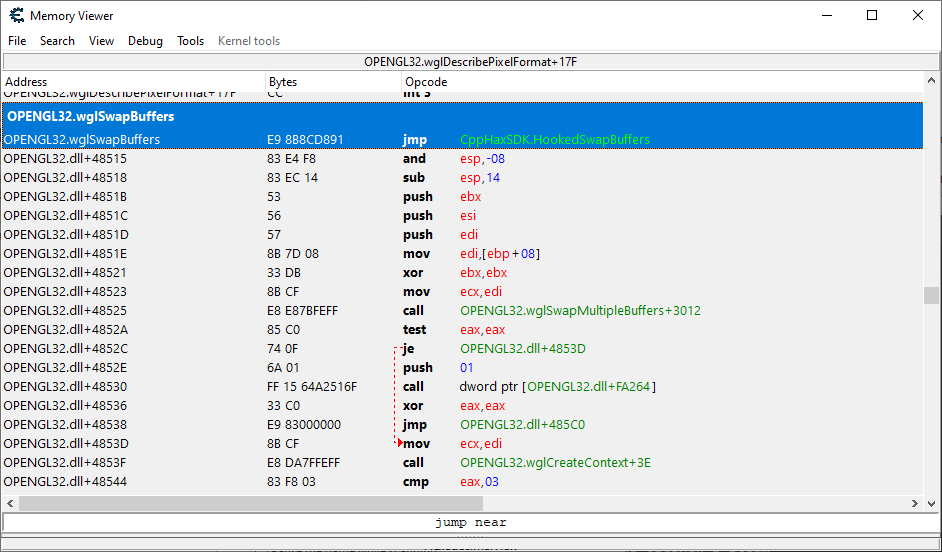 Memory Viewer
File Search View Debug Tools Kernel tools
OPENGL32.wglDescribePixelFormat+17F
Address Bytes Opcode
OPENGL32.wglDescribePixelFormat+17F CC int 3
OPENGL32.wglSwapBuffers
OPENGL32.wglSwapBuffers E9 8B8CD891 jmp CppHaxSDK.HookedSwapBuffers
OPENGL32.dll+48515 83 E4 F8 and esp,-08
OPENGL32.dll+48518 83 EC 14 sub esp,14
OPENGL32.dll+4851B 53 push ebx
OPENGL32.dll+4851C 56 push esi
OPENGL32.dll+4851D 57 push edi
OPENGL32.dll+4851E 8B 7D 08 mov edi,[ebp+08]
OPENGL32.dll+48521 33 DB xor ebx,ebx
OPENGL32.dll+48523 8B CF mov ecx,edi
OPENGL32.dll+48525 E8 E87BFEFF call OPENGL32.wglSwapMultipleBuffers+3012
OPENGL32.dll+4852A 85 C0 test eax,eax
OPENGL32.dll+4852C 74 0F je OPENGL32.dll+4853D
OPENGL32.dll+4852E 6A 01 push 01
OPENGL32.dll+48530 FF 15 64A2516F call dword ptr [OPENGL32.dll+FA264]
OPENGL32.dll+48536 33 C0 xor eax,eax
OPENGL32.dll+48538 E9 83000000 jmp OPENGL32.dll+485C0
OPENGL32.dll+4853D 8B CF mov ecx,edi
OPENGL32.dll+4853F E8 DA7FFEFF call OPENGL32.wglCreateContext+3E
OPENGL32.dll+48544 83 F8 03 cmp eax,03
jump near